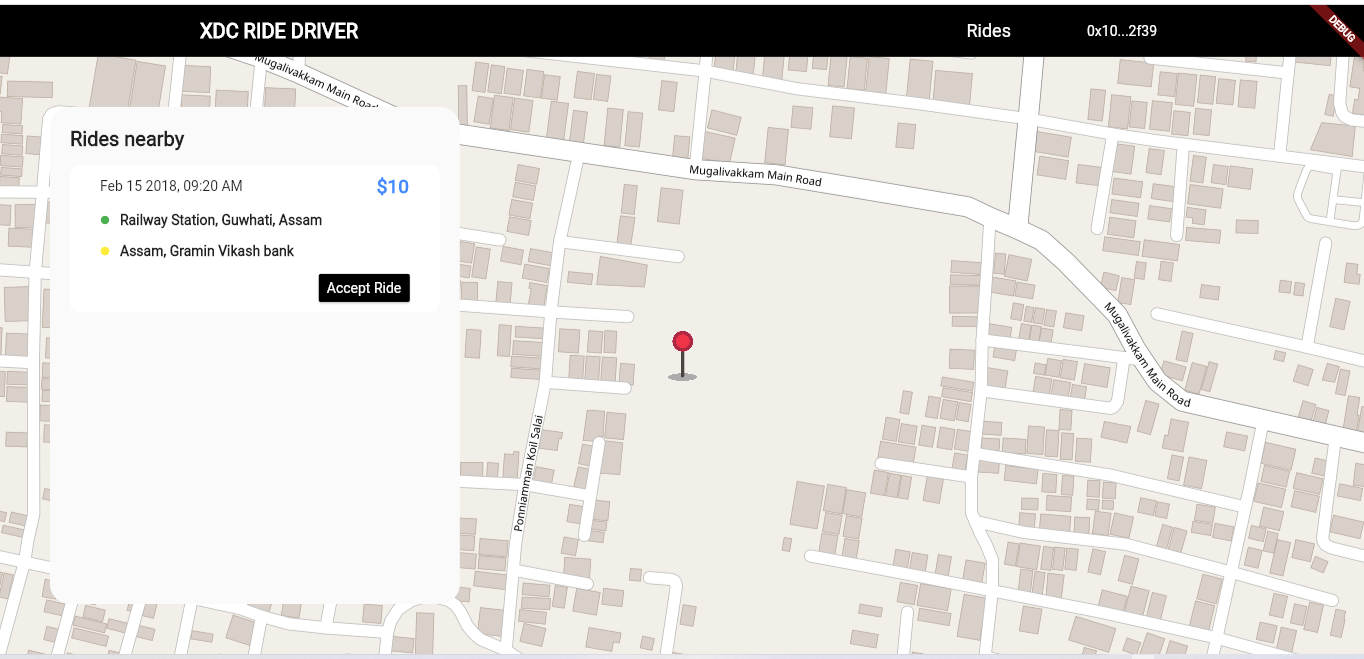 XDC RIDE DRIVER
Rides
0x10...2f39
DEBUG
Mugalivakkam Main Road
Rides nearby
Feb 15 2018, 09:20 AM
$10
Railway Station, Guwhati, Assam
Assam, Gramin Vikash bank
Accept Ride
Mugalivakkam Main Road
Mugalivakkam Main Road
Ponniamman Koil Salai